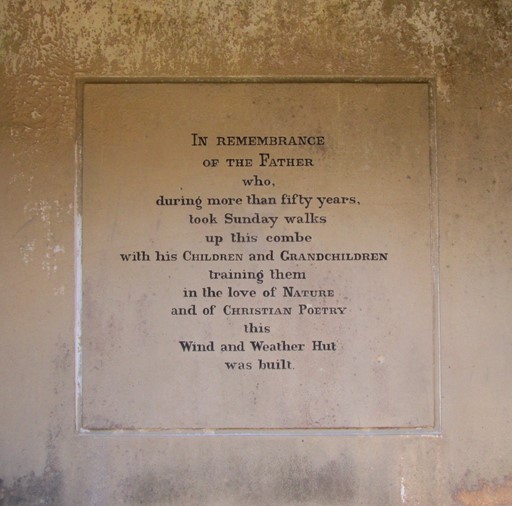 In remembrance
of the Father
who,
during more than fifty years,
took Sunday walks
up this combe
with his Children and Grandchildren
training them
in the love of Nature
and of Christian Poetry
this
Wind and Weather Hut
was built.